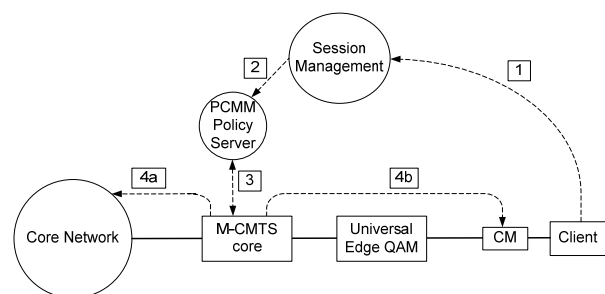 Session
Management
1
2
PCMM
Policy
Server
3
4a
4b
Core Network
M-CMTS
core
Universal
Edge QAM
CM
Client